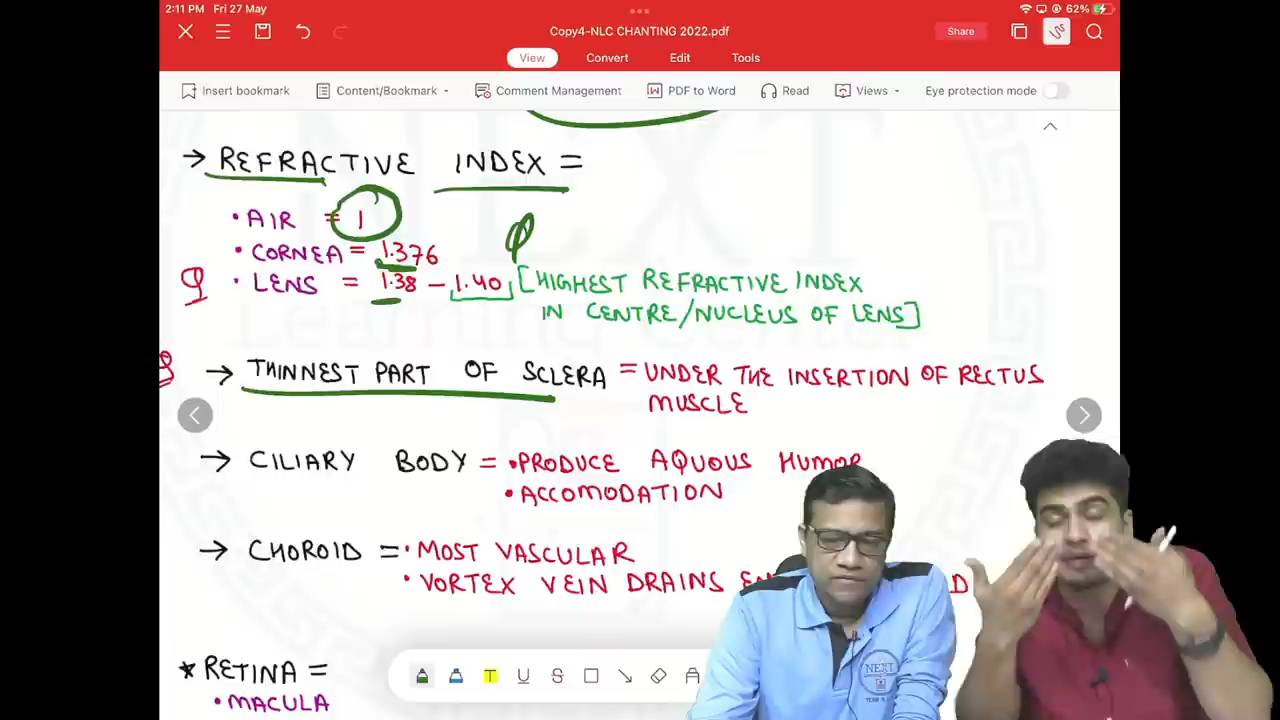 2:11 PM Fri 27 May
62%
Copy4-NLC CHANTING 2022.pdf
Share
View Convert Edit Tools
Insert bookmark Content/Bookmark Comment Management PDF to Word Read Views Eye protection mode
→ REFRACTIVE INDEX =
• AIR = 1
• CORNEA = 1.376
• LENS = 1.38 – 1.40 [HIGHEST REFRACTIVE INDEX
IN CENTRE/NUCLEUS OF LENS]
→ THINNEST PART OF SCLERA = UNDER THE INSERTION OF RECTUS
MUSCLE
→ CILIARY BODY = • PRODUCE AQUOUS HUMOR
• ACCOMODATION
→ CHOROID = • MOST VASCULAR
• VORTEX VEIN DRAINS
* RETINA =
• MACULA
NEXT